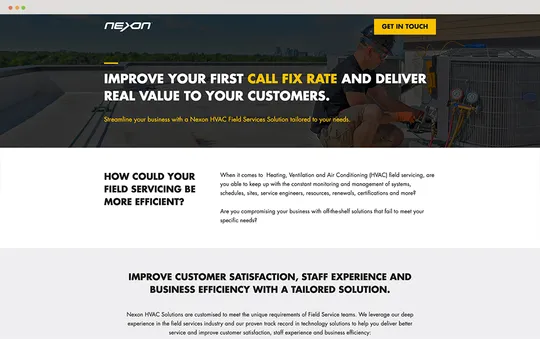 nexon
GET IN TOUCH
IMPROVE YOUR FIRST CALL FIX RATE AND DELIVER
REAL VALUE TO YOUR CUSTOMERS.
Streamline your business with a Nexon HVAC Field Services Solution tailored to your needs.
HOW COULD YOUR
FIELD SERVICING BE
MORE EFFICIENT?
When it comes to Heating, Ventilation and Air Conditioning (HVAC) field servicing, are
you able to keep up with the constant monitoring and management of systems,
schedules, sites, service engineers, resources, renewals, certifications and more?
Are you compromising your business with off-the-shelf solutions that fail to meet your
specific needs?
IMPROVE CUSTOMER SATISFACTION, STAFF EXPERIENCE AND
BUSINESS EFFICIENCY WITH A TAILORED SOLUTION.
Nexon HVAC Solutions are customised to meet the unique requirements of Field Service teams. We leverage our deep
experience in the field services industry and our proven track record in technology solutions to help you deliver better
service and improve customer satisfaction, staff experience and business efficiency: